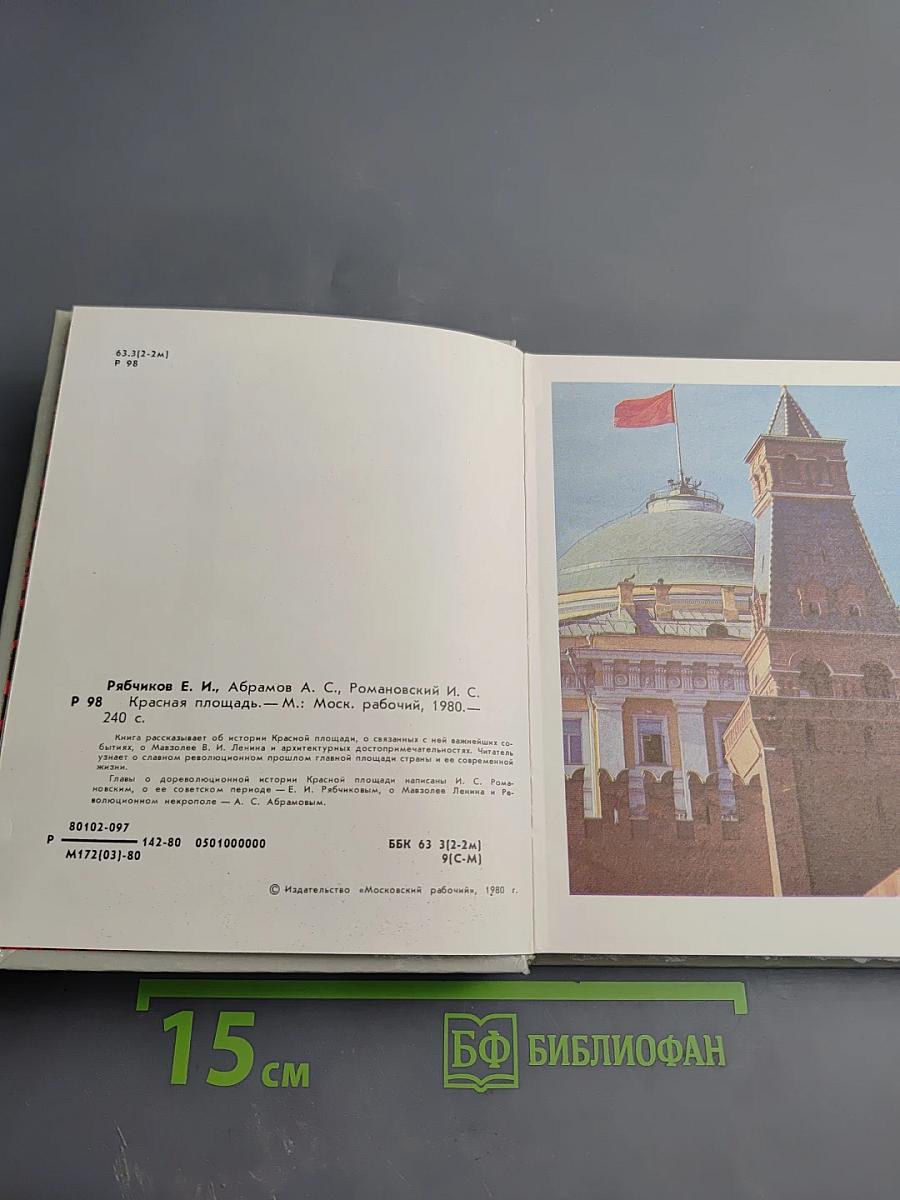 63.3(2-2м)
Р 98
Рябчиков Е. И., Абрамов А. С., Романовский И. С.
Р 98 Красная площадь.— М.: Моск. рабочий, 1980.—
240 с.
Книга рассказывает об истории Красной площади, о связанных с ней важнейших со-
бытиях, о Мавзолее В. И. Ленина и архитектурных достопримечательностях. Читатель
узнает о славном революционном прошлом главной площади страны и ее современной
жизни.
Главы о дореволюционной истории Красной площади написаны И. С. Рома-
новским, о ее советском периоде — Е. И. Рябчиковым, о Мавзолее Ленина и Ре-
волюционном некрополе — А. С. Абрамовым.
80102-097
Р 142-80 0501000000
М172(03)-80
ББК 63 3(2-2м)
9(С-М)
© Издательство «Московский рабочий», 1980 г.
15 см
БФ БИБЛИОФАН